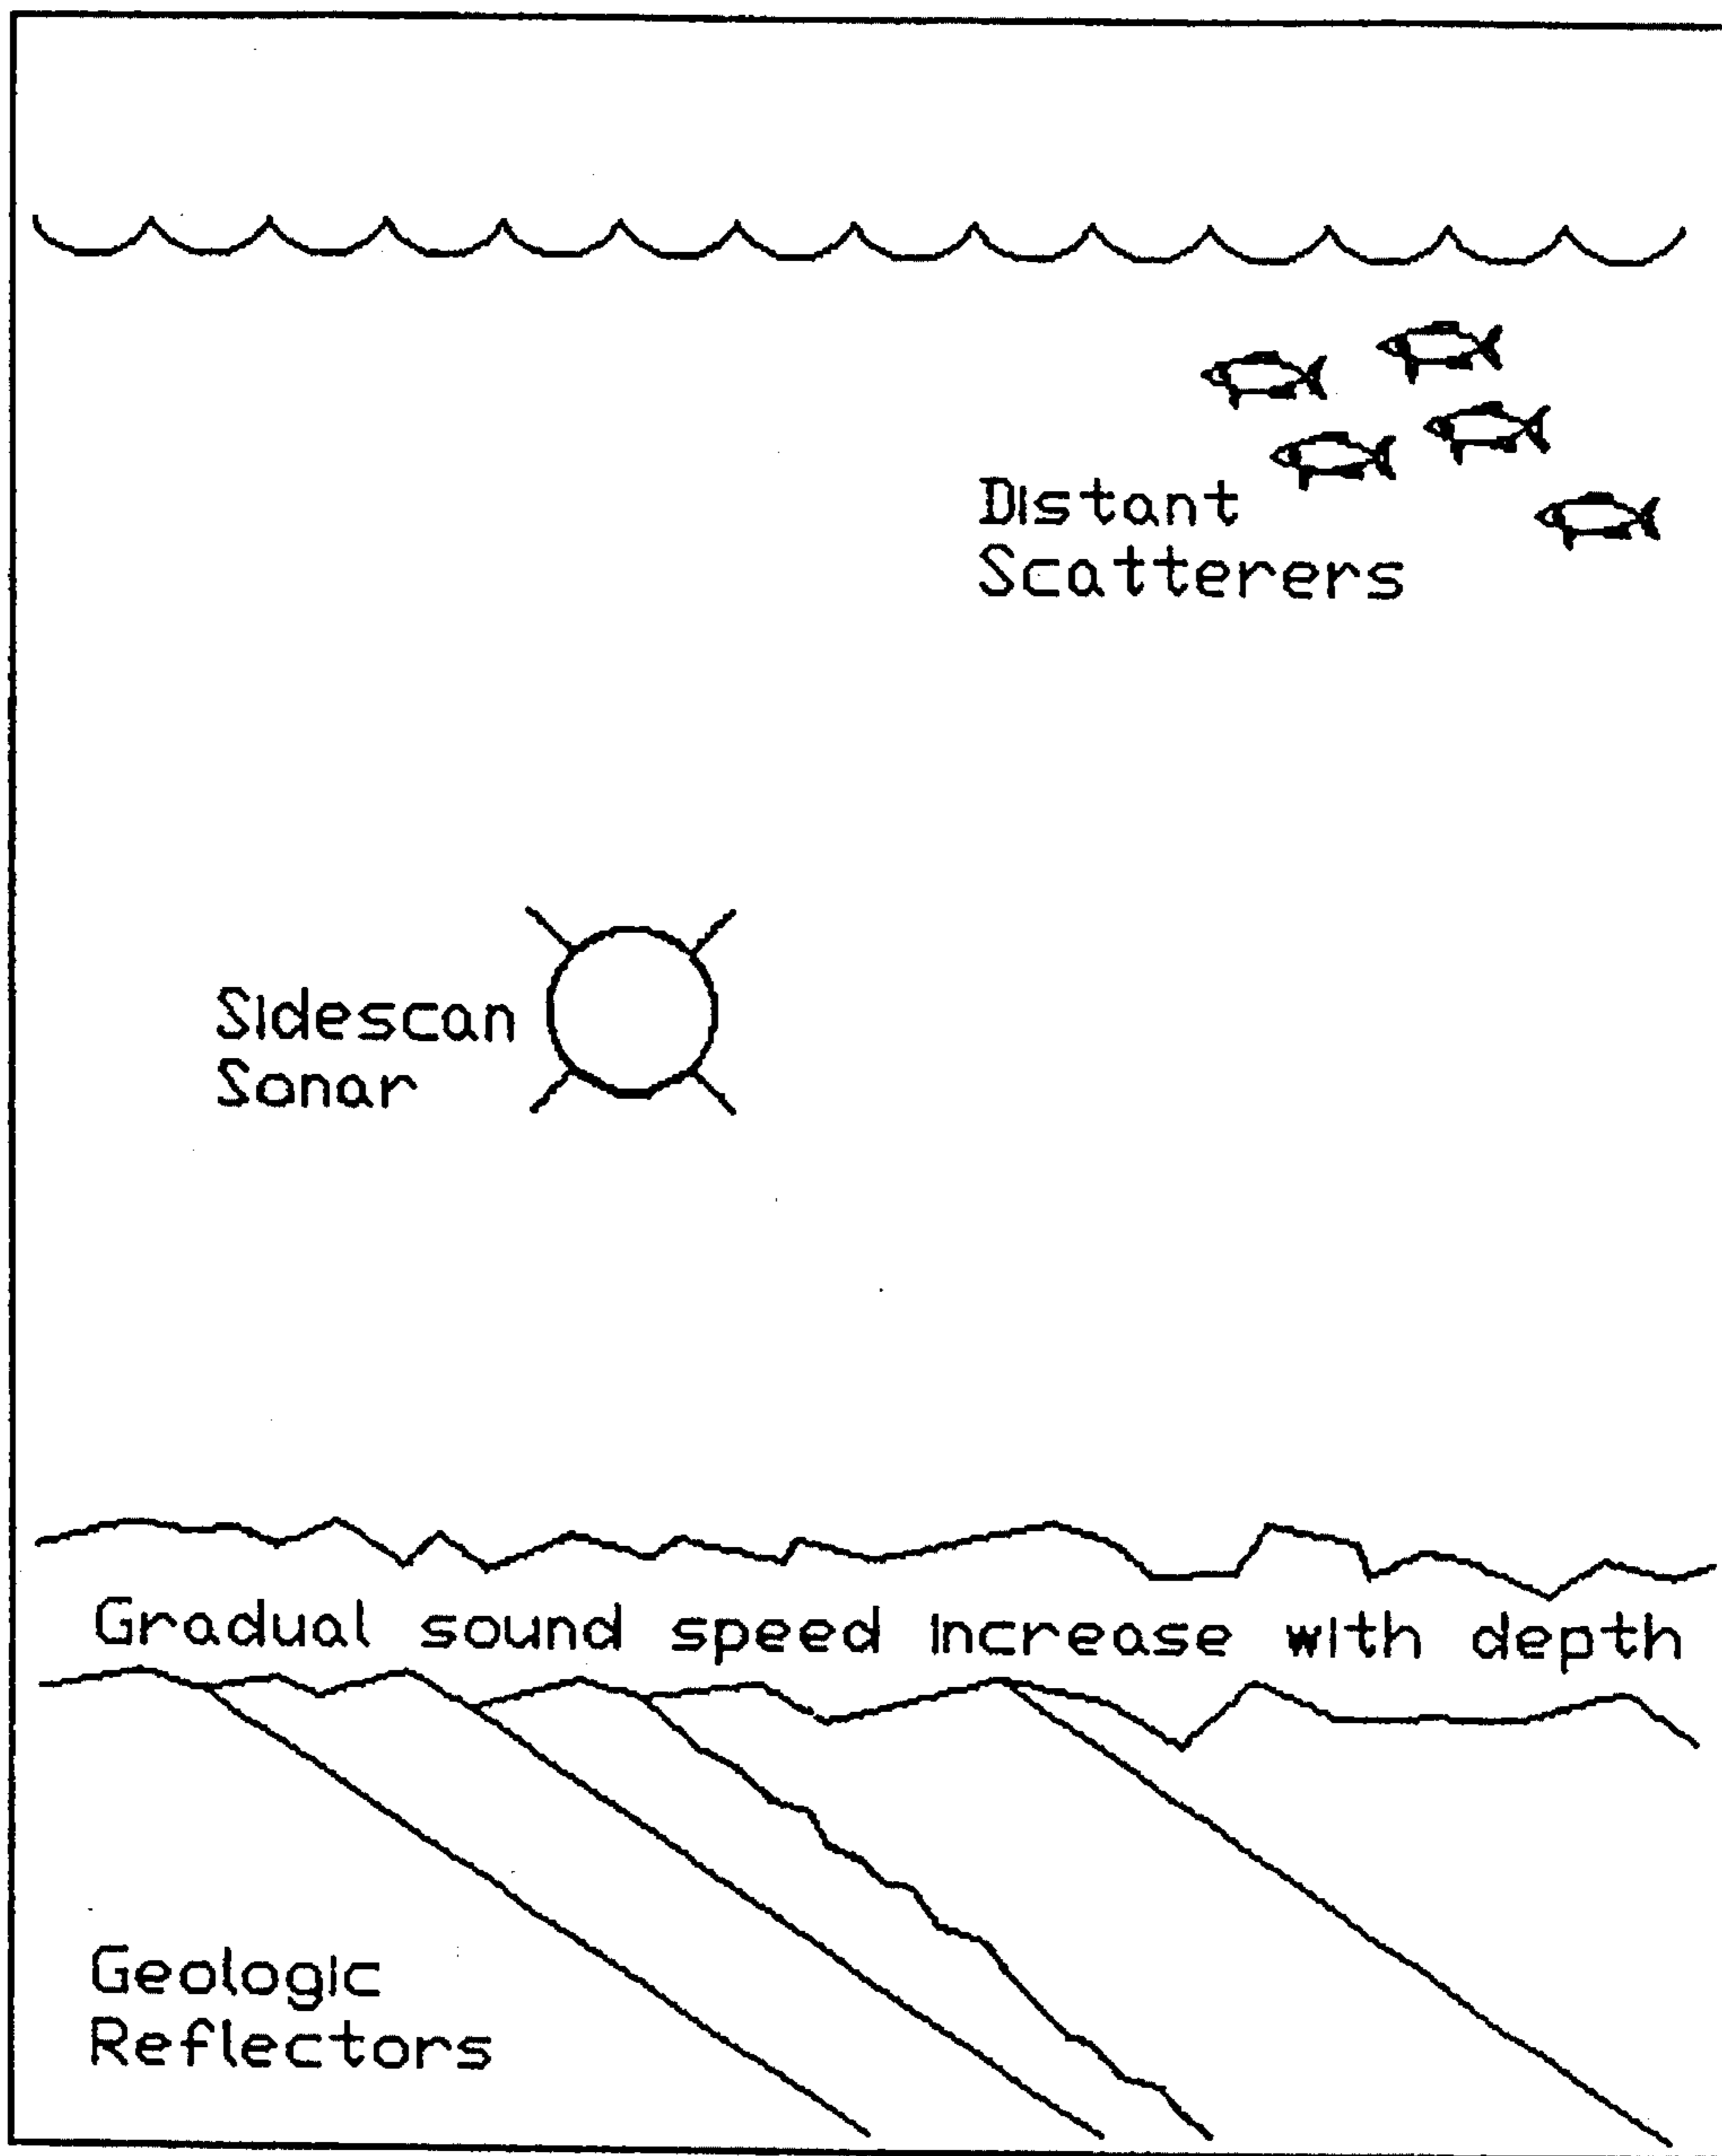 Distant
Scatterers
Sidescan
Sonar
Gradual sound speed increase with depth
Geologic
Reflectors